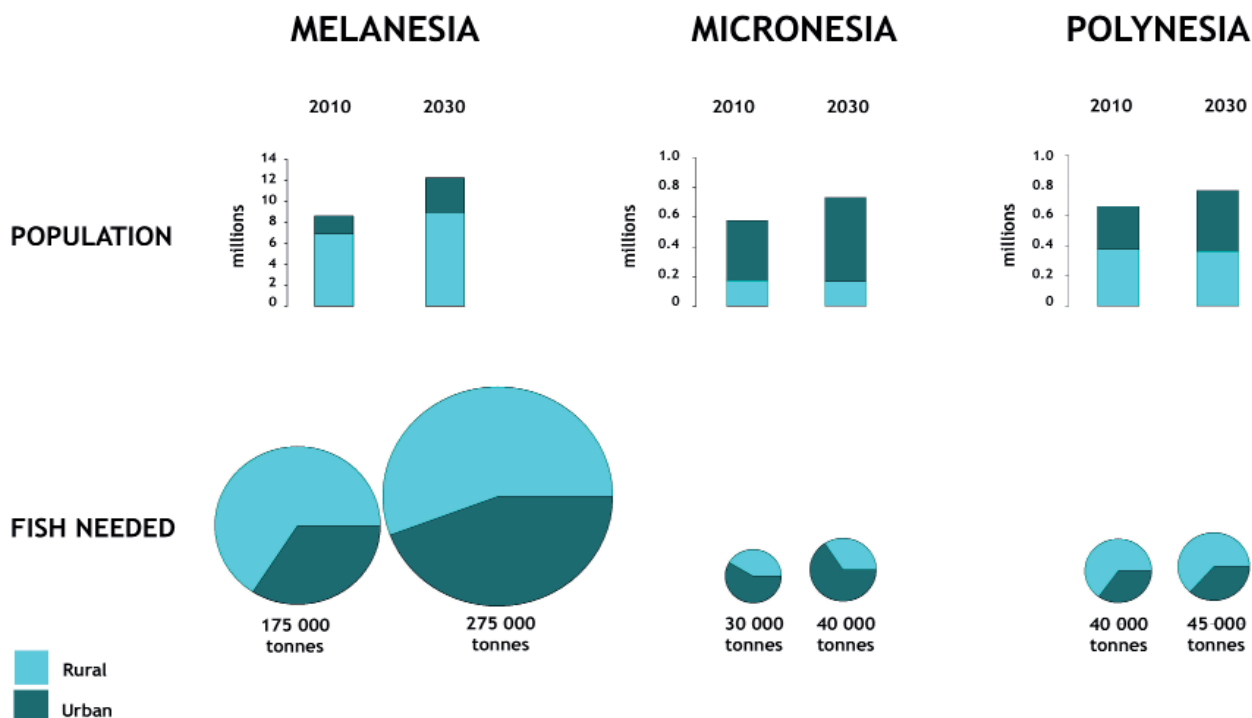 MELANESIA
MICRONESIA
POLYNESIA
2010
2030
2010
2030
2010
2030
POPULATION
millions
14
12
10
8
6
4
2
0
millions
1.0
0.8
0.6
0.4
0.2
0
millions
1.0
0.8
0.6
0.4
0.2
0
FISH NEEDED
175 000
tonnes
275 000
tonnes
30 000
tonnes
40 000
tonnes
40 000
tonnes
45 000
tonnes
Rural
Urban